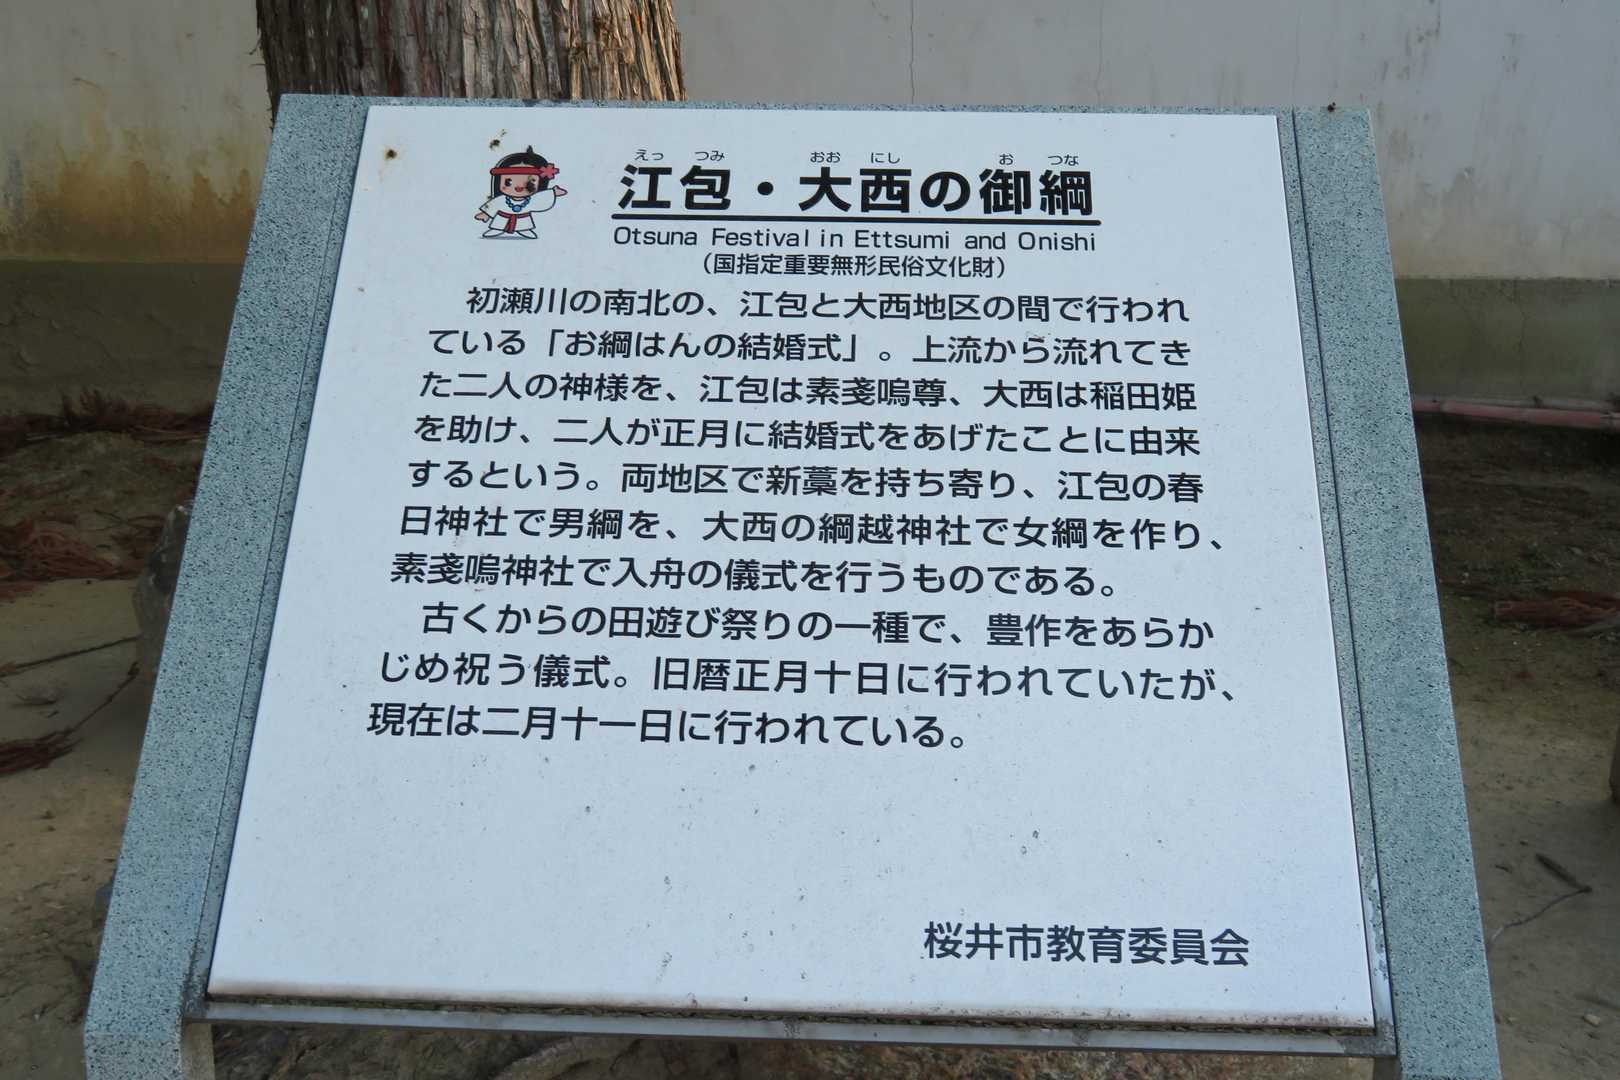 えっ つみ おお にし お つな
江包・大西の御綱
Otsuna Festival in Ettsumi and Onishi
（国指定重要無形民俗文化財）
初瀬川の南北の、江包と大西地区の間で行われ
ている「お綱はんの結婚式」。上流から流れてき
た二人の神様を、江包は素戔嗚尊、大西は稲田姫
を助け、二人が正月に結婚式をあげたことに由来
するという。両地区で新藁を持ち寄り、江包の春
日神社で男綱を、大西の綱越神社で女綱を作り、
素戔嗚神社で入舟の儀式を行うものである。
古くからの田遊び祭りの一種で、豊作をあらか
じめ祝う儀式。旧暦正月十日に行われていたが、
現在は二月十一日に行われている。
桜井市教育委員会